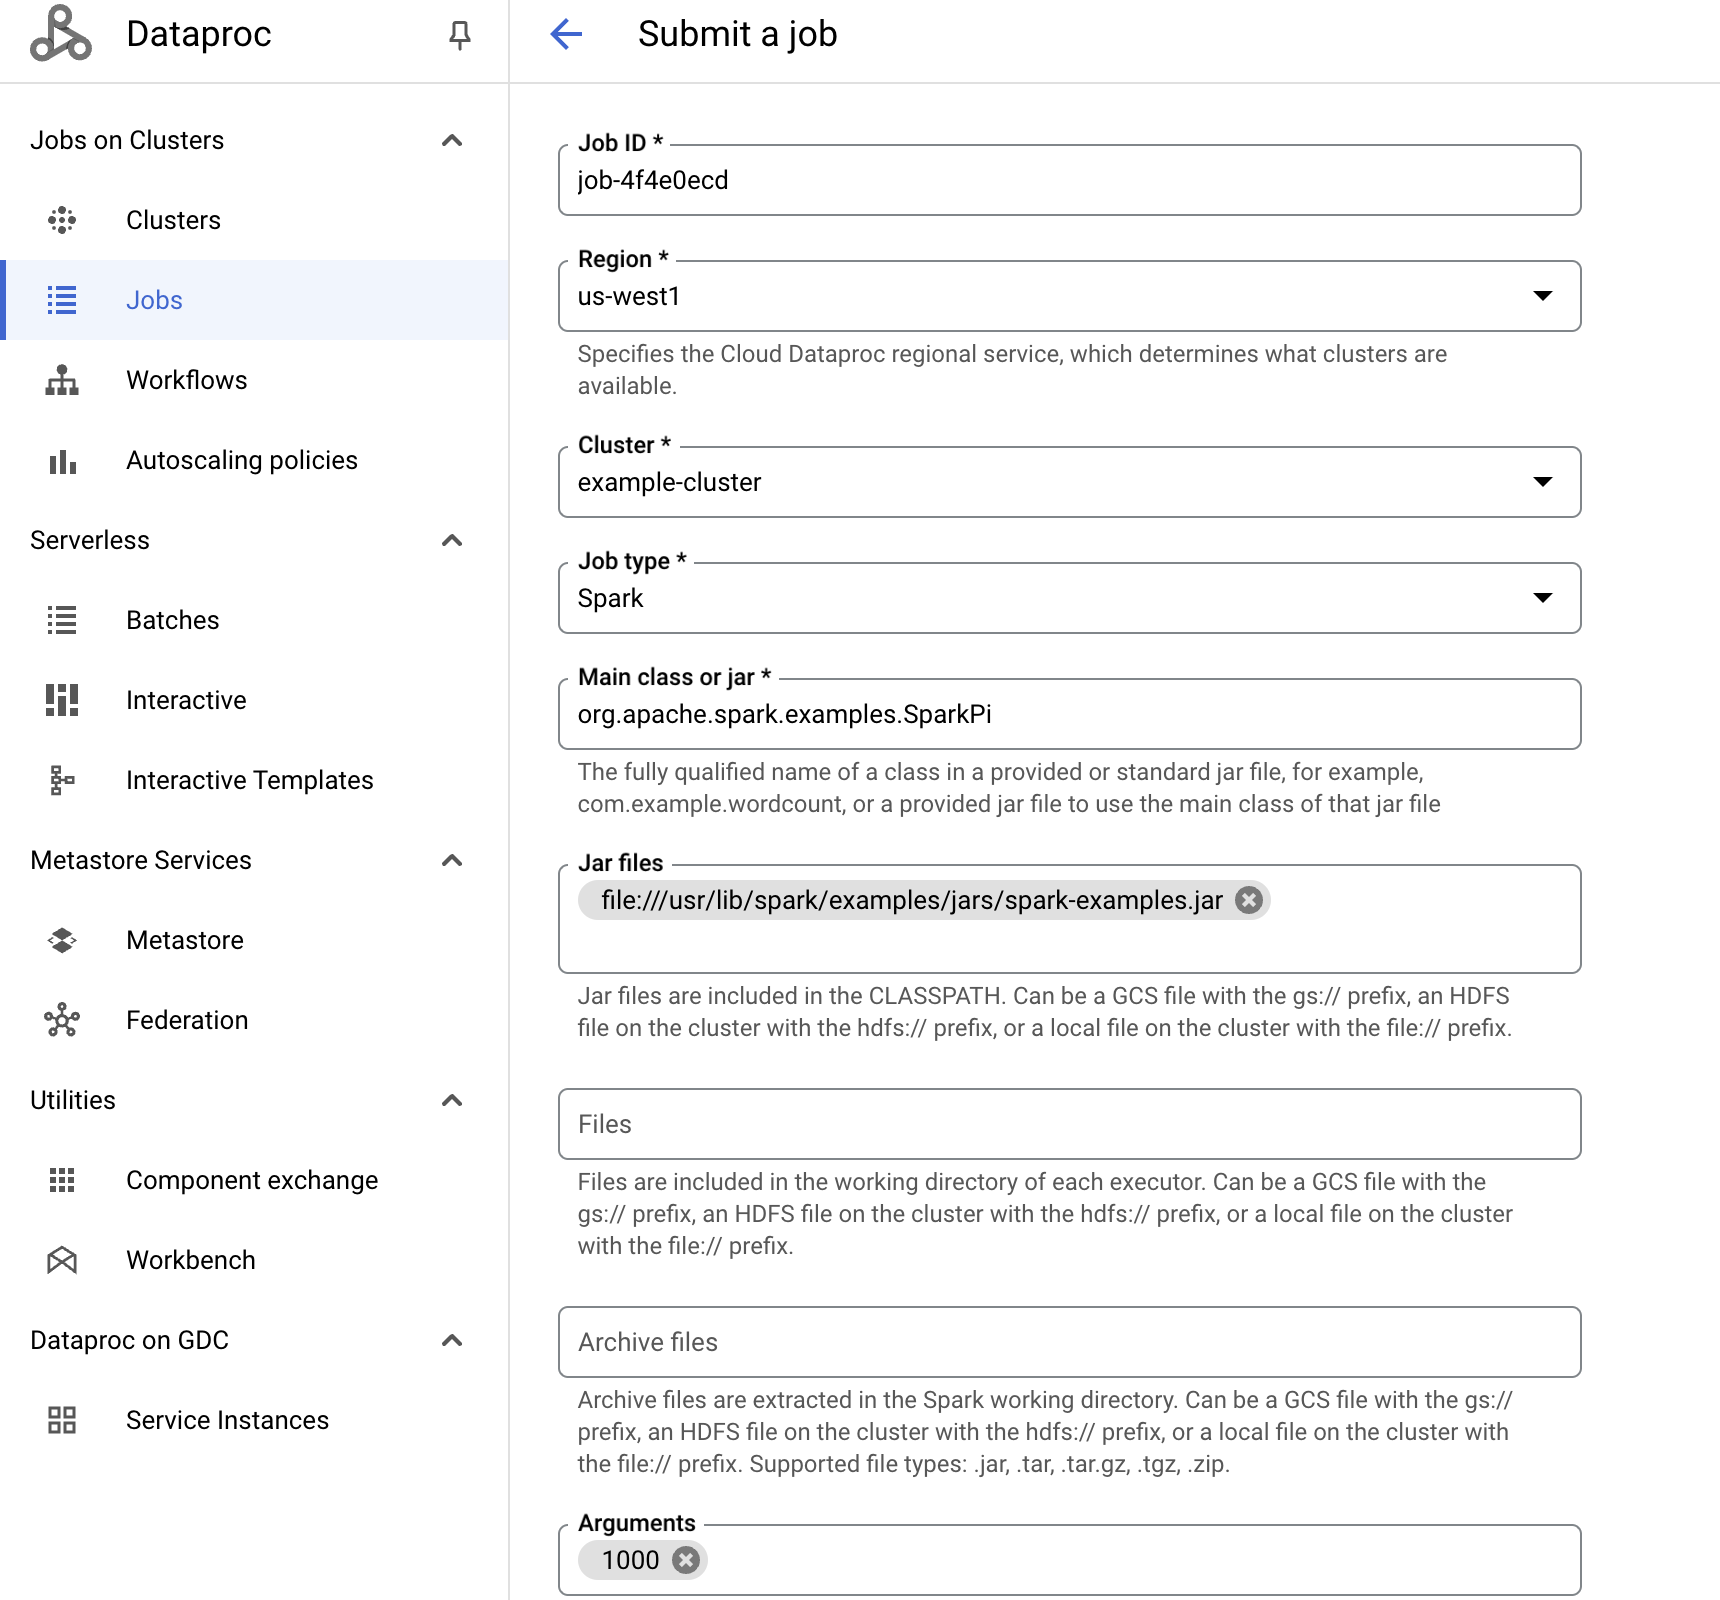 Dataproc
Submit a job
Jobs on Clusters
Clusters
Jobs
Workflows
Autoscaling policies
Serverless
Batches
Interactive
Interactive Templates
Metastore Services
Metastore
Federation
Utilities
Component exchange
Workbench
Dataproc on GDC
Service Instances
Job ID *
job-4f4e0ecd
Region *
us-west1
Specifies the Cloud Dataproc regional service, which determines what clusters are
available.
Cluster *
example-cluster
Job type *
Spark
Main class or jar *
org.apache.spark.examples.SparkPi
The fully qualified name of a class in a provided or standard jar file, for example,
com.example.wordcount, or a provided jar file to use the main class of that jar file
Jar files
file:///usr/lib/spark/examples/jars/spark-examples.jar
Jar files are included in the CLASSPATH. Can be a GCS file with the gs:// prefix, an HDFS
file on the cluster with the hdfs:// prefix, or a local file on the cluster with the file:// prefix.
Files
Files are included in the working directory of each executor. Can be a GCS file with the
gs:// prefix, an HDFS file on the cluster with the hdfs:// prefix, or a local file on the cluster
with the file:// prefix.
Archive files
Archive files are extracted in the Spark working directory. Can be a GCS file with the gs://
prefix, an HDFS file on the cluster with the hdfs:// prefix, or a local file on the cluster with
the file:// prefix. Supported file types: .jar, .tar, .tar.gz, .tgz, .zip.
Arguments
1000